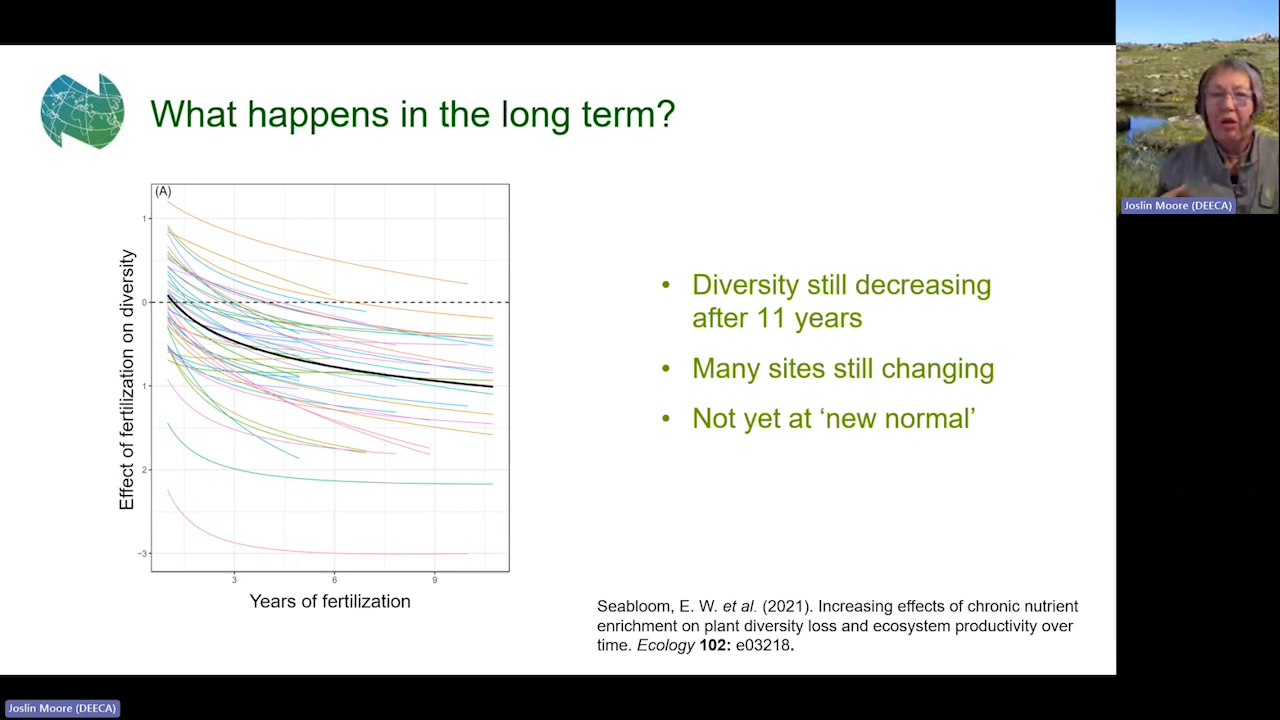 What happens in the long term?
(A)
1
0
1
2
−3
3
6
9
Effect of fertilization on diversity
Years of fertilization
• Diversity still decreasing
after 11 years
• Many sites still changing
• Not yet at ‘new normal’
Seabloom, E. W. et al. (2021). Increasing effects of chronic nutrient
enrichment on plant diversity loss and ecosystem productivity over
time. Ecology 102: e03218.
Joslin Moore (DEECA)
Joslin Moore (DEECA)